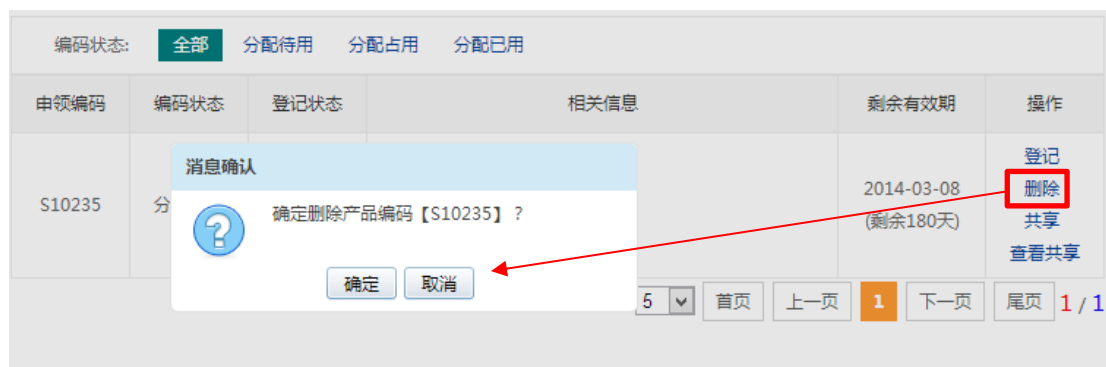 编码状态: 全部 分配待用 分配占用 分配已用
申领编码 编码状态 登记状态 相关信息 剩余有效期 操作
消息确认
S10235 分
确定删除产品编码【S10235】？
确定 取消
2014-03-08
(剩余180天)
登记
删除
共享
查看共享
5 首页 上一页 1 下一页 尾页 1 / 1